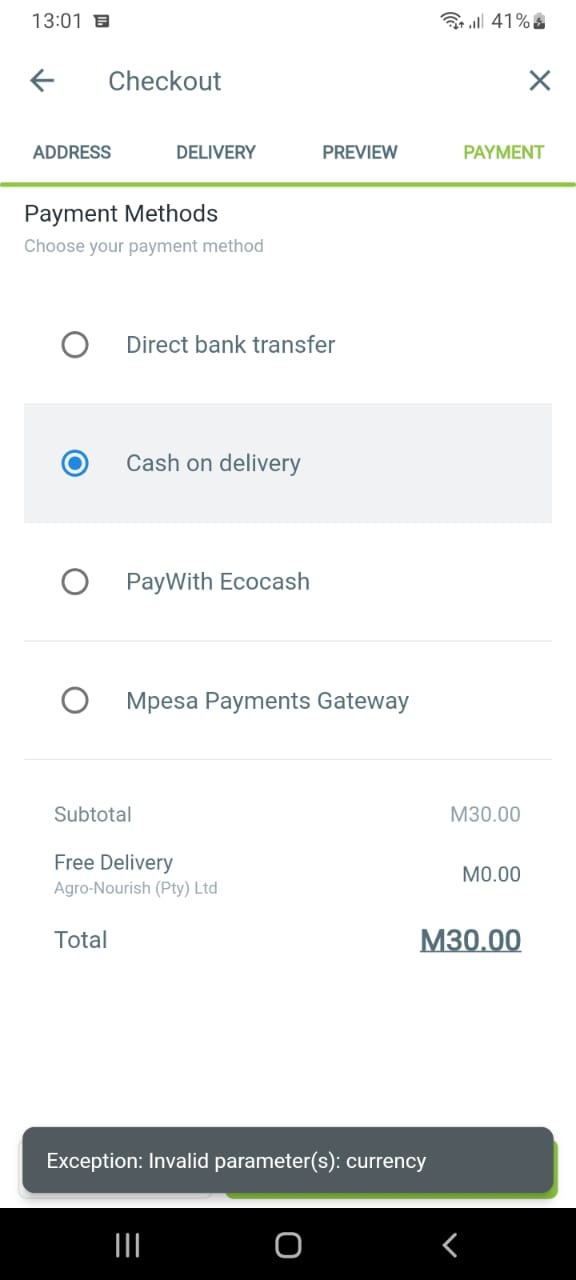 13:01 41%
Checkout
ADDRESS DELIVERY PREVIEW PAYMENT
Payment Methods
Choose your payment method
Direct bank transfer
Cash on delivery
PayWith Ecocash
Mpesa Payments Gateway
Subtotal M30.00
Free Delivery M0.00
Agro-Nourish (Pty) Ltd
Total M30.00
Exception: Invalid parameter(s): currency